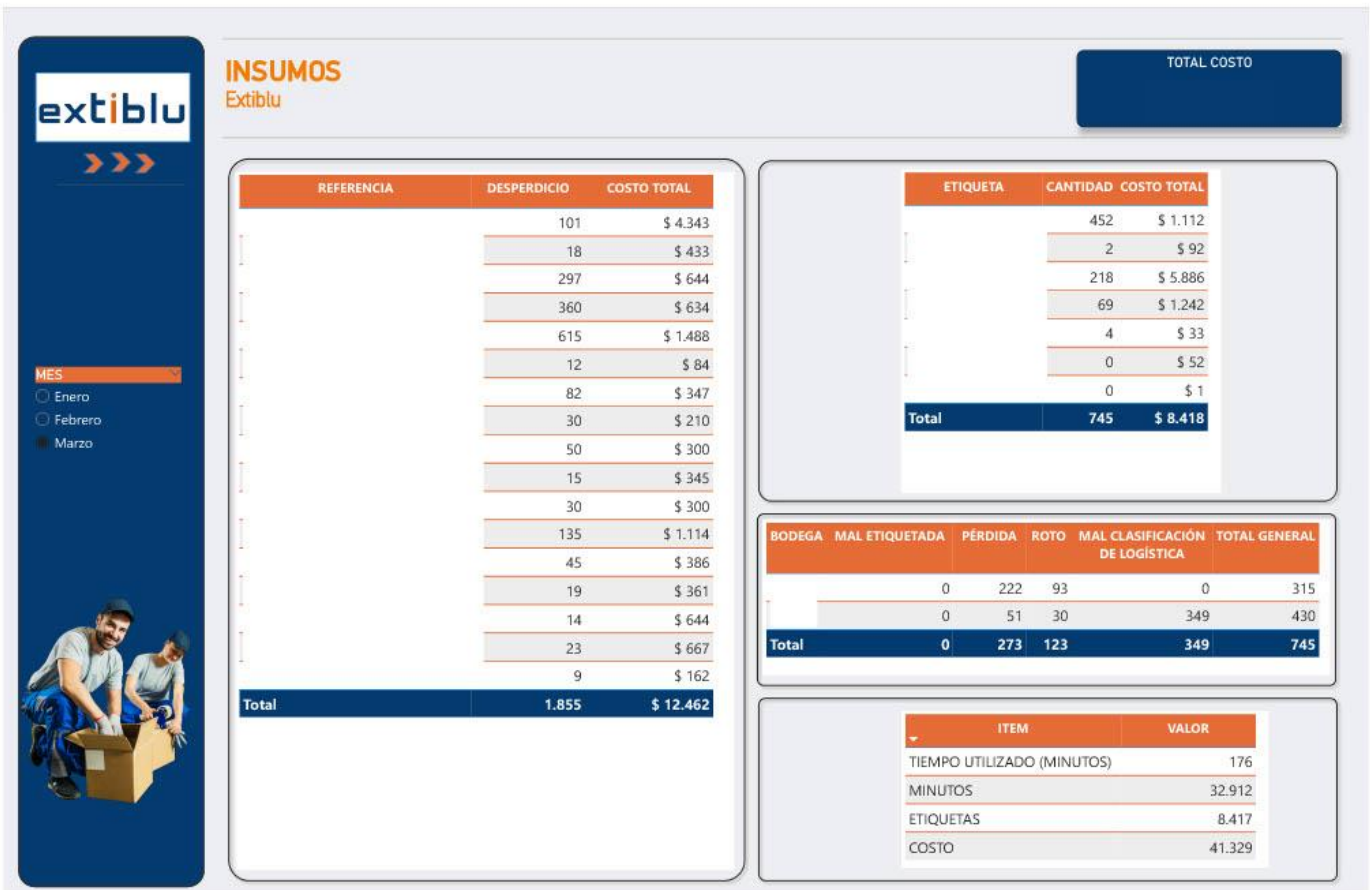 extiblu
INSUMOS
Extiblu
TOTAL COSTO
MES
Enero
Febrero
Marzo
REFERENCIA DESPERDICIO COSTO TOTAL
101 $ 4.343
18 $ 433
297 $ 644
360 $ 634
615 $ 1.488
12 $ 84
82 $ 347
30 $ 210
50 $ 300
15 $ 345
30 $ 300
135 $ 1.114
45 $ 386
19 $ 361
14 $ 644
23 $ 667
9 $ 162
Total 1.855 $ 12.462
ETIQUETA CANTIDAD COSTO TOTAL
452 $ 1.112
2 $ 92
218 $ 5.886
69 $ 1.242
4 $ 33
0 $ 52
0 $ 1
Total 745 $ 8.418
BODEGA MAL ETIQUETADA PÉRDIDA ROTO MAL CLASIFICACIÓN TOTAL GENERAL
DE LOGÍSTICA
0 222 93 0 315
0 51 30 349 430
Total 0 273 123 349 745
ITEM VALOR
TIEMPO UTILIZADO (MINUTOS) 176
MINUTOS 32.912
ETIQUETAS 8.417
COSTO 41.329